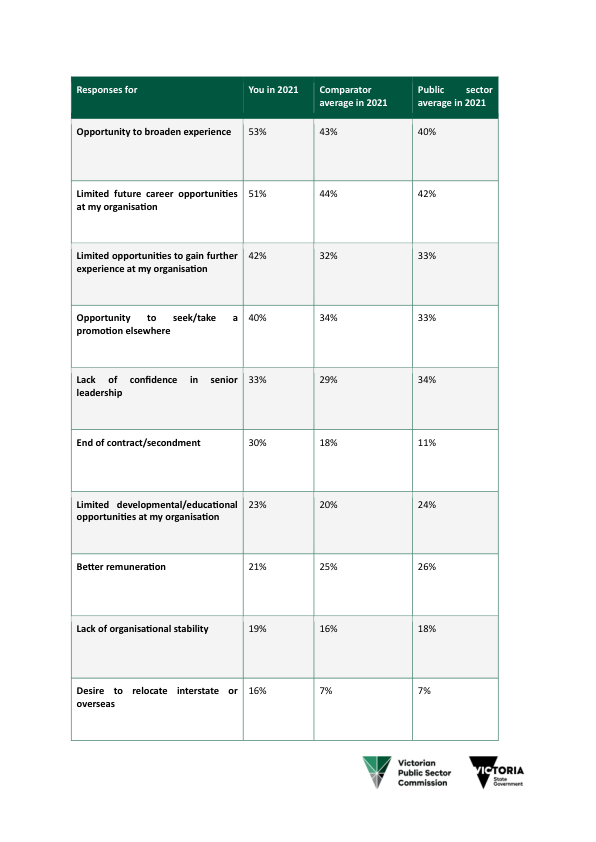 Responses for You in 2021 Comparator average in 2021 Public sector average in 2021
Opportunity to broaden experience 53% 43% 40%
Limited future career opportunities at my organisation 51% 44% 42%
Limited opportunities to gain further experience at my organisation 42% 32% 33%
Opportunity to seek/take a promotion elsewhere 40% 34% 33%
Lack of confidence in senior leadership 33% 29% 34%
End of contract/secondment 30% 18% 11%
Limited developmental/educational opportunities at my organisation 23% 20% 24%
Better remuneration 21% 25% 26%
Lack of organisational stability 19% 16% 18%
Desire to relocate interstate or overseas 16% 7% 7%
Victorian
Public Sector
Commission
VICTORIA
State
Government